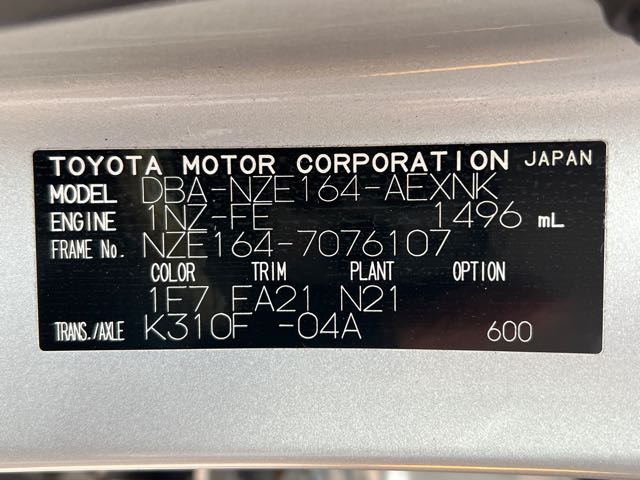 TOYOTA MOTOR CORPORATION JAPAN
MODEL DBA-NZE164-AEXNK
ENGINE 1NZ-FE 1496 mL
FRAME No. NZE164-7076107
COLOR TRIM PLANT OPTION
1F7 EA21 N21
TRANS./AXLE K310F -04A 600